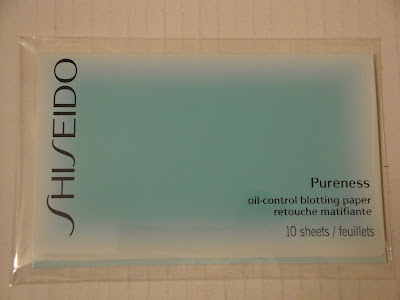 SHISEIDO
Pureness
oil-control blotting paper
retouche matifiante
10 sheets / feuillets